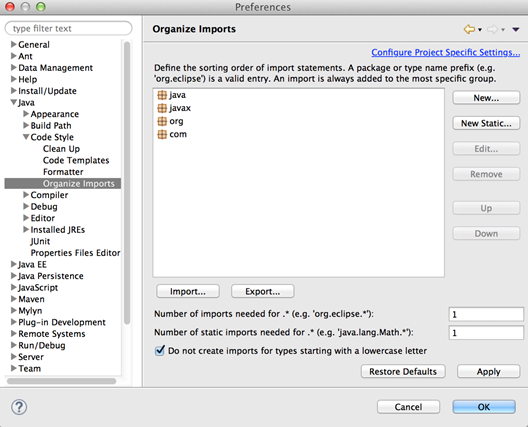 Preferences
type filter text
General
Ant
Data Management
Help
Install/Update
Java
Appearance
Build Path
Code Style
Clean Up
Code Templates
Formatter
Organize Imports
Compiler
Debug
Editor
Installed JREs
JUnit
Properties Files Editor
Java EE
Java Persistence
JavaScript
Maven
Mylyn
Plug-in Development
Remote Systems
Run/Debug
Server
Team
Organize Imports
Configure Project Specific Settings...
Define the sorting order of import statements. A package or type name prefix (e.g.
'org.eclipse') is a valid entry. An import is always added to the most specific group.
java
javax
org
com
New...
New Static...
Edit...
Remove
Up
Down
Import...
Export...
Number of imports needed for .* (e.g. 'org.eclipse.*'):
1
Number of static imports needed for .* (e.g. 'java.lang.Math.*'):
1
Do not create imports for types starting with a lowercase letter
Restore Defaults
Apply
?
Cancel
OK